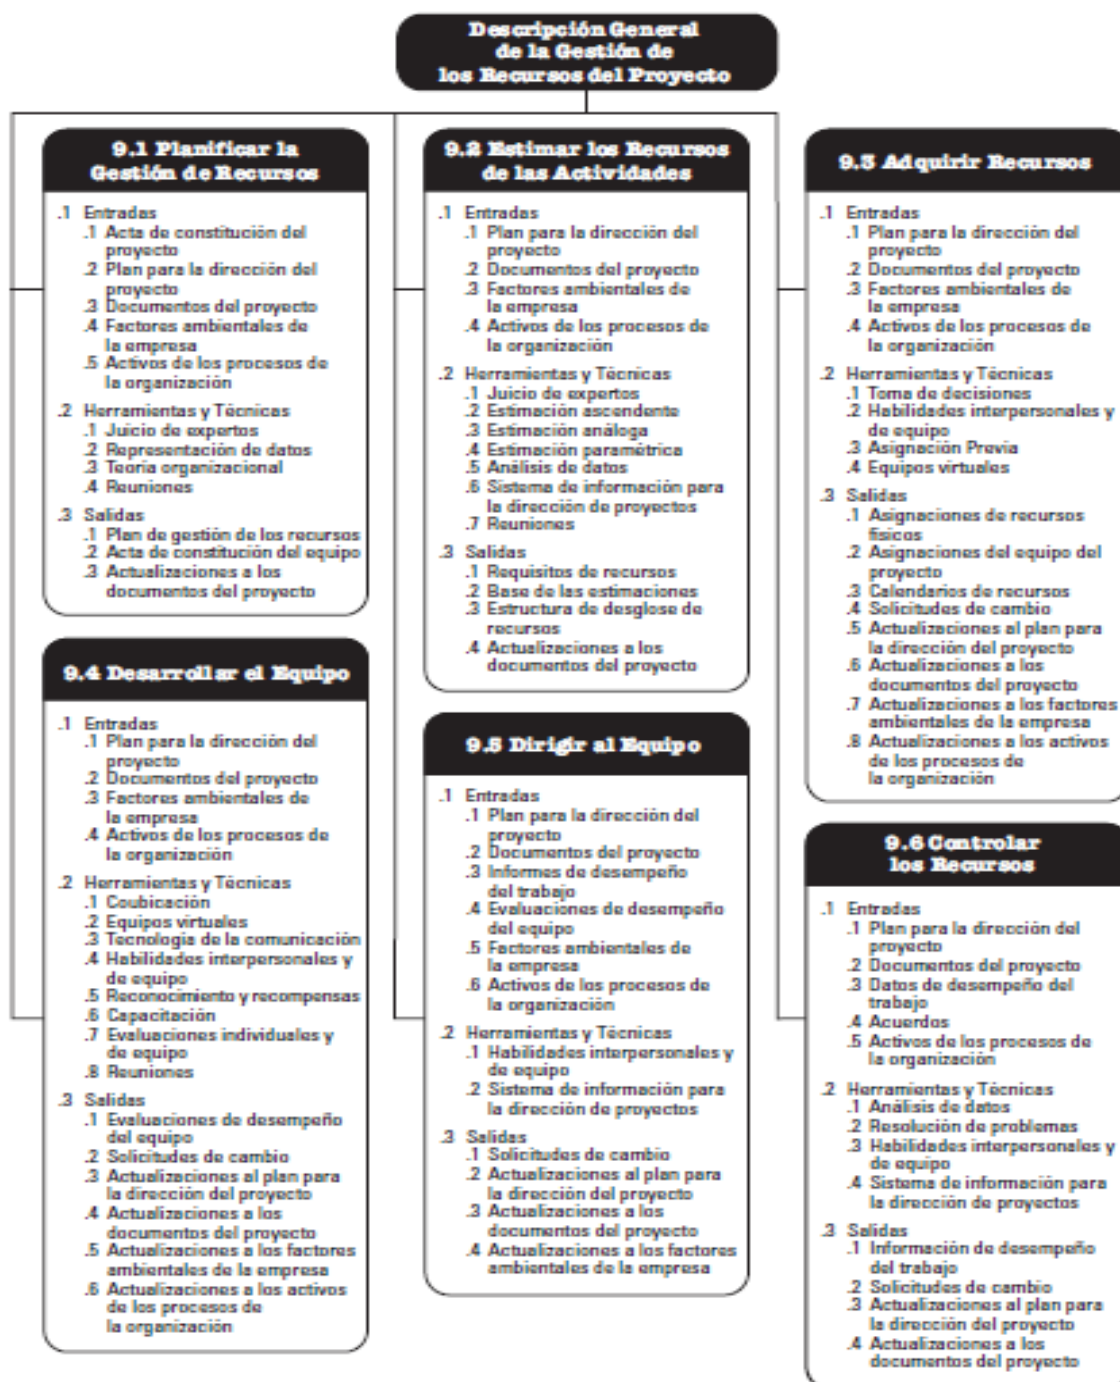 Descripción General
de la Gestión de
los Recursos del Proyecto
9.1 Planificar la
Gestión de Recursos
.1 Entradas
.1 Acta de constitución del
proyecto
.2 Plan para la dirección del
proyecto
.3 Documentos del proyecto
.4 Factores ambientales de
la empresa
.5 Activos de los procesos de
la organización
.2 Herramientas y Técnicas
.1 Juicio de expertos
.2 Representación de datos
.3 Teoría organizacional
.4 Reuniones
.3 Salidas
.1 Plan de gestión de los recursos
.2 Acta de constitución del equipo
.3 Actualizaciones a los
documentos del proyecto
9.2 Estimar los Recursos
de las Actividades
.1 Entradas
.1 Plan para la dirección del
proyecto
.2 Documentos del proyecto
.3 Factores ambientales de
la empresa
.4 Activos de los procesos de
la organización
.2 Herramientas y Técnicas
.1 Juicio de expertos
.2 Estimación ascendente
.3 Estimación análoga
.4 Estimación paramétrica
.5 Análisis de datos
.6 Sistema de información para
la dirección de proyectos
.7 Reuniones
.3 Salidas
.1 Requisitos de recursos
.2 Base de las estimaciones
.3 Estructura de desglose de
recursos
.4 Actualizaciones a los
documentos del proyecto
9.3 Adquirir Recursos
.1 Entradas
.1 Plan para la dirección del
proyecto
.2 Documentos del proyecto
.3 Factores ambientales de
la empresa
.4 Activos de los procesos de
la organización
.2 Herramientas y Técnicas
.1 Toma de decisiones
.2 Habilidades interpersonales y
de equipo
.3 Asignación Previa
.4 Equipos virtuales
.3 Salidas
.1 Asignaciones de recursos
físicos
.2 Asignaciones del equipo del
proyecto
.3 Calendarios de recursos
.4 Solicitudes de cambio
.5 Actualizaciones al plan para
la dirección del proyecto
.6 Actualizaciones a los
documentos del proyecto
.7 Actualizaciones a los factores
ambientales de la empresa
.8 Actualizaciones a los activos
de los procesos de
la organización
9.4 Desarrollar el Equipo
.1 Entradas
.1 Plan para la dirección del
proyecto
.2 Documentos del proyecto
.3 Factores ambientales de
la empresa
.4 Activos de los procesos de
la organización
.2 Herramientas y Técnicas
.1 Coubicación
.2 Equipos virtuales
.3 Tecnología de la comunicación
.4 Habilidades interpersonales y
de equipo
.5 Reconocimiento y recompensas
.6 Capacitación
.7 Evaluaciones individuales y
de equipo
.8 Reuniones
.3 Salidas
.1 Evaluaciones de desempeño
del equipo
.2 Solicitudes de cambio
.3 Actualizaciones al plan para
la dirección del proyecto
.4 Actualizaciones a los
documentos del proyecto
.5 Actualizaciones a los factores
ambientales de la empresa
.6 Actualizaciones a los activos
de los procesos de
la organización
9.5 Dirigir al Equipo
.1 Entradas
.1 Plan para la dirección del
proyecto
.2 Documentos del proyecto
.3 Informes de desempeño
del trabajo
.4 Evaluaciones de desempeño
del equipo
.5 Factores ambientales de
la empresa
.6 Activos de los procesos de
la organización
.2 Herramientas y Técnicas
.1 Habilidades interpersonales y
de equipo
.2 Sistema de información para
la dirección de proyectos
.3 Salidas
.1 Solicitudes de cambio
.2 Actualizaciones al plan para
la dirección del proyecto
.3 Actualizaciones a los
documentos del proyecto
.4 Actualizaciones a los factores
ambientales de la empresa
9.6 Controlar
los Recursos
.1 Entradas
.1 Plan para la dirección del
proyecto
.2 Documentos del proyecto
.3 Datos de desempeño del
trabajo
.4 Acuerdos
.5 Activos de los procesos de
la organización
.2 Herramientas y Técnicas
.1 Análisis de datos
.2 Resolución de problemas
.3 Habilidades interpersonales y
de equipo
.4 Sistema de información para
la dirección de proyectos
.3 Salidas
.1 Información de desempeño
del trabajo
.2 Solicitudes de cambio
.3 Actualizaciones al plan para
la dirección del proyecto
.4 Actualizaciones a los
documentos del proyecto